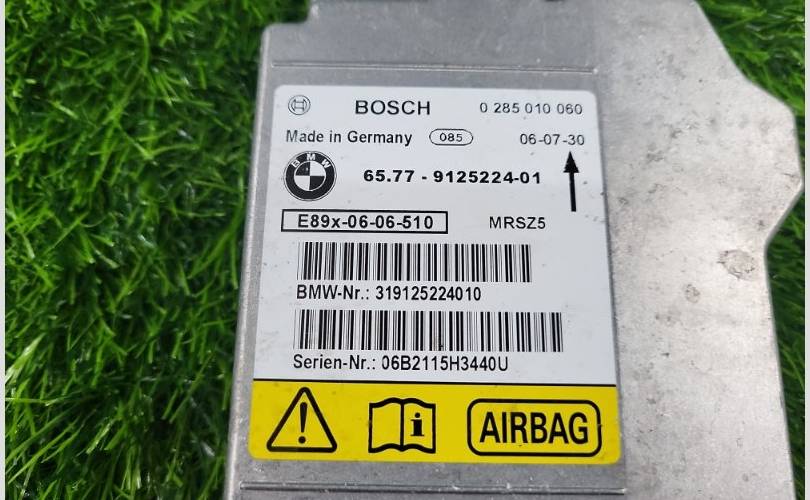 BOSCH 0 285 010 060
Made in Germany 085 06-07-30
BMW 65.77 - 9125224-01
E89x-06-06-510 MRSZ5
BMW-Nr.: 319125224010
Serien-Nr.: 06B2115H3440U
AIRBAG